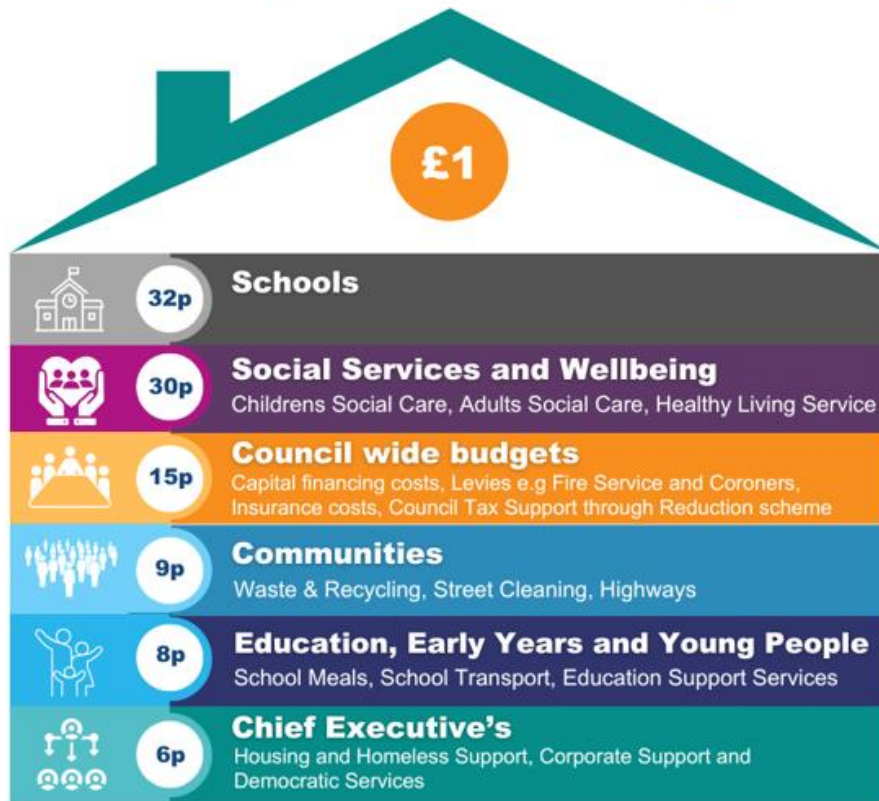 £1
32p
Schools
30p
Social Services and Wellbeing
Childrens Social Care, Adults Social Care, Healthy Living Service
15p
Council wide budgets
Capital financing costs, Levies e.g Fire Service and Coroners,
Insurance costs, Council Tax Support through Reduction scheme
9p
Communities
Waste & Recycling, Street Cleaning, Highways
8p
Education, Early Years and Young People
School Meals, School Transport, Education Support Services
6p
Chief Executive's
Housing and Homeless Support, Corporate Support and
Democratic Services